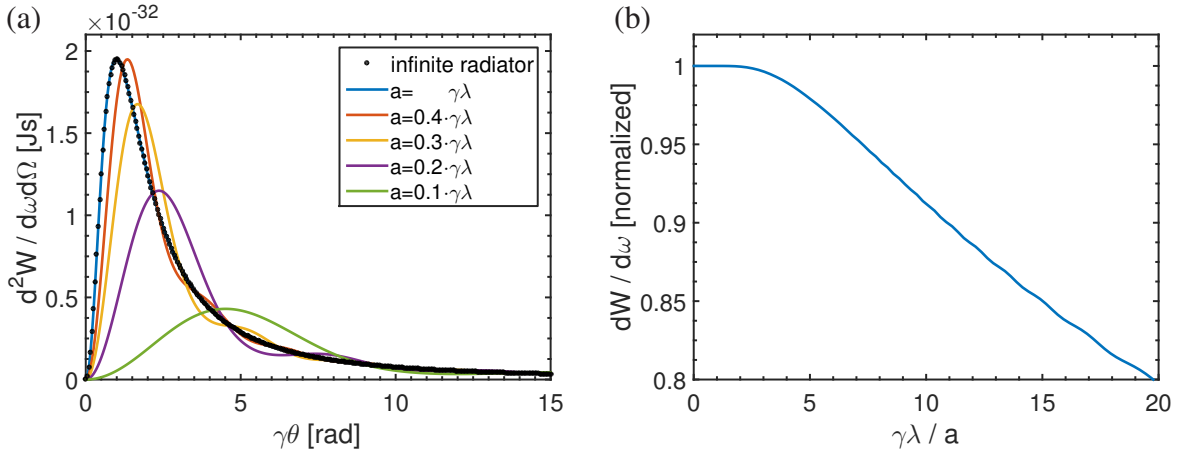 (a)
×10⁻³²
d²W / dωdΩ [Js]
2
1.5
1
0.5
0
0 5 10 15
γθ [rad]
infinite radiator
a= γλ
a=0.4·γλ
a=0.3·γλ
a=0.2·γλ
a=0.1·γλ
(b)
dW / dω [normalized]
1
0.95
0.9
0.85
0.8
0 5 10 15 20
γλ / a